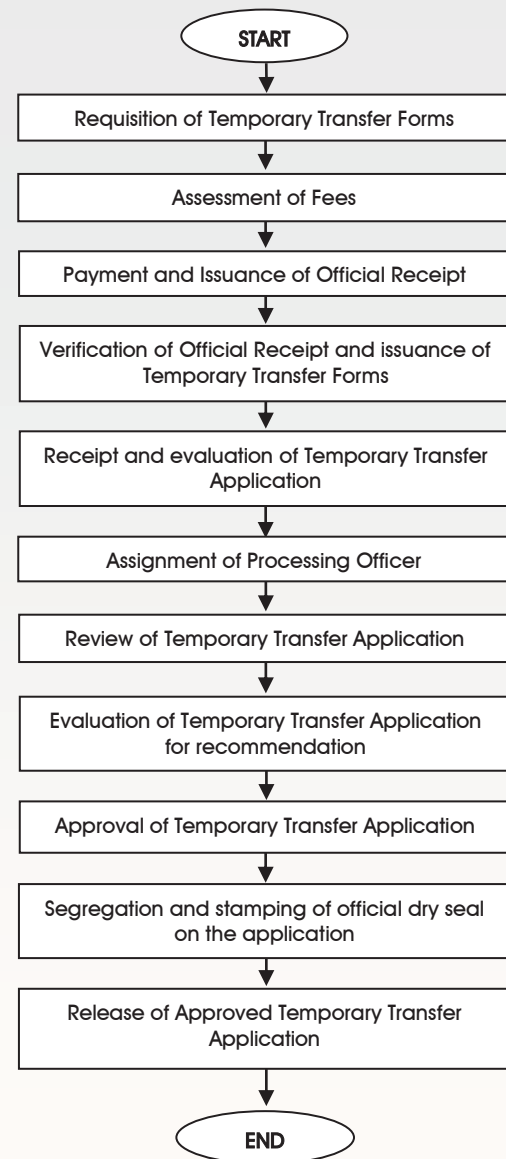 START
Requisition of Temporary Transfer Forms
Assessment of Fees
Payment and Issuance of Official Receipt
Verification of Official Receipt and issuance of
Temporary Transfer Forms
Receipt and evaluation of Temporary Transfer
Application
Assignment of Processing Officer
Review of Temporary Transfer Application
Evaluation of Temporary Transfer Application
for recommendation
Approval of Temporary Transfer Application
Segregation and stamping of official dry seal
on the application
Release of Approved Temporary Transfer
Application
END